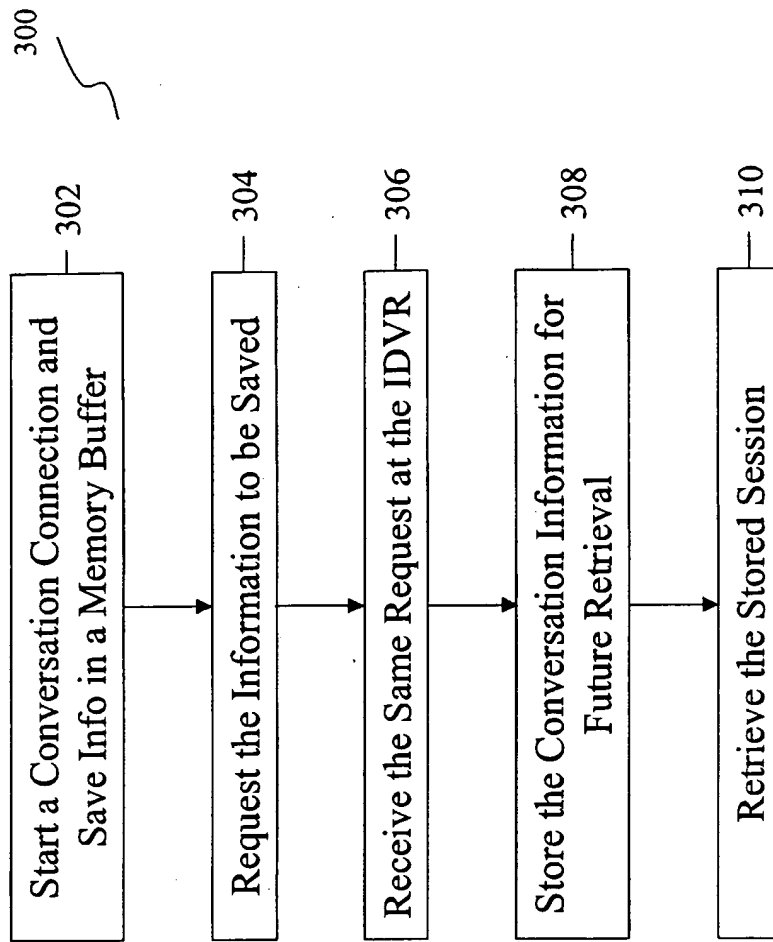 300
Start a Conversation Connection and
Save Info in a Memory Buffer
302
Request the Information to be Saved
304
Receive the Same Request at the IDVR
306
Store the Conversation Information for
Future Retrieval
308
Retrieve the Stored Session
310